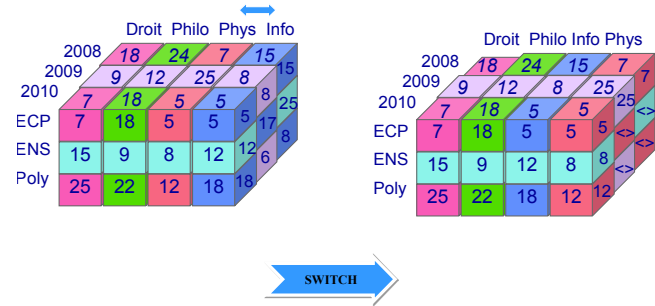 Droit Philo Phys Info
2008 18 24 7 15
2009 9 12 25 8
2010 7 18 5 5
ECP 7 18 5 5 5 8 15
ENS 15 9 8 12 12 17 25
Poly 25 22 12 18 18 6 8
Droit Philo Info Phys
2008 18 24 15 7
2009 9 12 8 25
2010 7 18 5 5
ECP 7 18 5 5 5 25 7
ENS 15 9 12 8 8 <> <>
Poly 25 22 18 12 12 <> <>
SWITCH